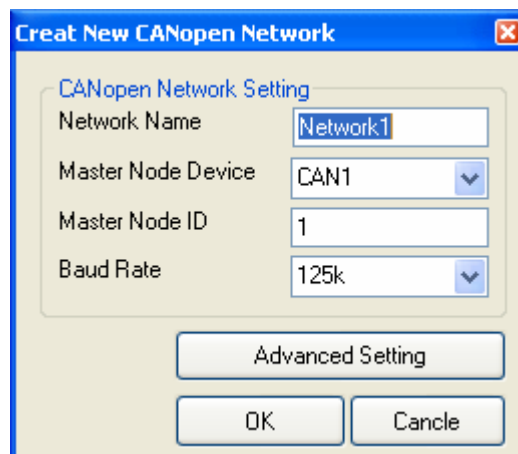 Creat New CANopen Network
CANopen Network Setting
Network Name
Network1
Master Node Device
CAN1
Master Node ID
1
Baud Rate
125k
Advanced Setting
OK
Cancle